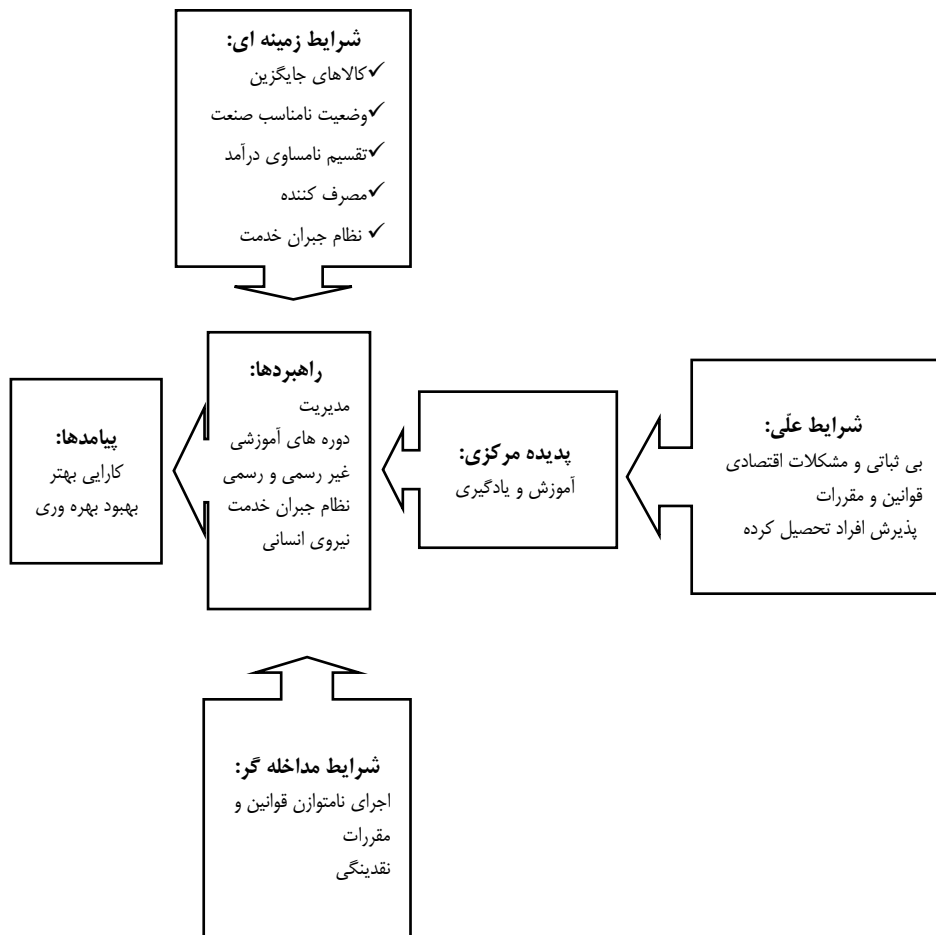 شرایط زمینه ای:
✓کالاهای جایگزین
✓وضعیت نامناسب صنعت
✓تقسیم نامساوی درآمد
✓مصرف کننده
✓ نظام جبران خدمت
شرایط علّی:
بی ثباتی و مشکلات اقتصادی
قوانین و مقررات
پذیرش افراد تحصیل کرده
پدیده مرکزی:
آموزش و یادگیری
راهبردها:
مدیریت
دوره های آموزشی
غیر رسمی و رسمی
نظام جبران خدمت
نیروی انسانی
پیامدها:
کارایی بهتر
بهبود بهره وری
شرایط مداخله گر:
اجرای نامتوازن قوانین و
مقررات
نقدینگی